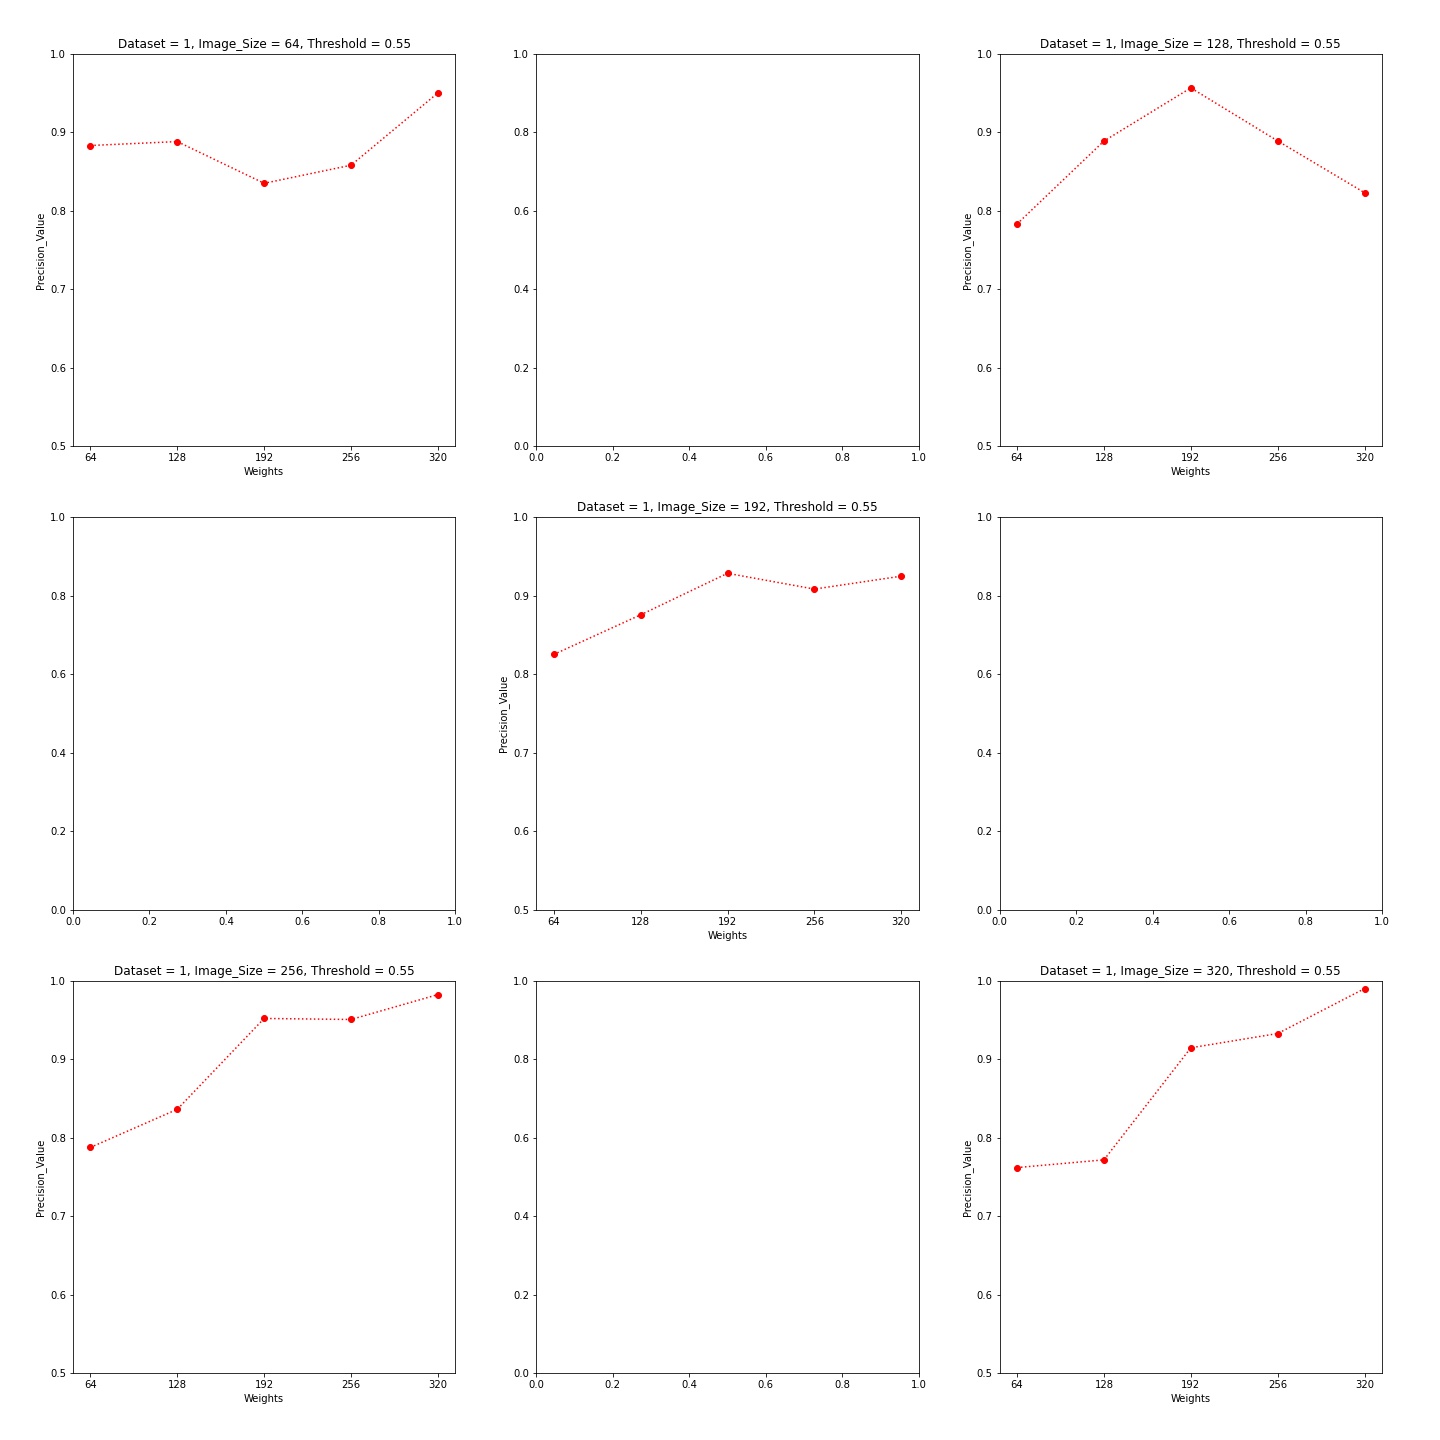 Dataset = 1, Image_Size = 64, Threshold = 0.55
1.0
0.9
0.8
0.7
0.6
0.5
Precision_Value
64 128 192 256 320
Weights
1.0
0.8
0.6
0.4
0.2
0.0
0.0 0.2 0.4 0.6 0.8 1.0
Dataset = 1, Image_Size = 128, Threshold = 0.55
1.0
0.9
0.8
0.7
0.6
0.5
Precision_Value
64 128 192 256 320
Weights
1.0
0.8
0.6
0.4
0.2
0.0
0.0 0.2 0.4 0.6 0.8 1.0
Dataset = 1, Image_Size = 192, Threshold = 0.55
1.0
0.9
0.8
0.7
0.6
0.5
Precision_Value
64 128 192 256 320
Weights
1.0
0.8
0.6
0.4
0.2
0.0
0.0 0.2 0.4 0.6 0.8 1.0
Dataset = 1, Image_Size = 256, Threshold = 0.55
1.0
0.9
0.8
0.7
0.6
0.5
Precision_Value
64 128 192 256 320
Weights
1.0
0.8
0.6
0.4
0.2
0.0
0.0 0.2 0.4 0.6 0.8 1.0
Dataset = 1, Image_Size = 320, Threshold = 0.55
1.0
0.9
0.8
0.7
0.6
0.5
Precision_Value
64 128 192 256 320
Weights